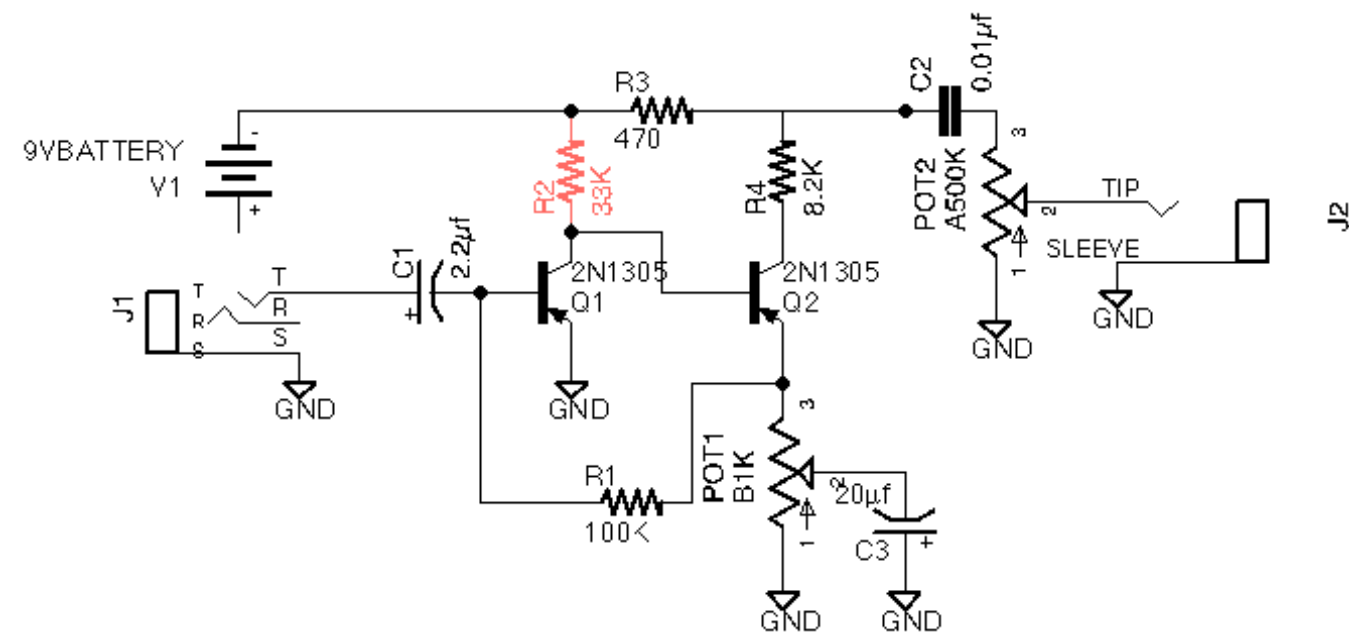 C2
0.01µf
R3
470
9VBATTERY
V1
-
+
R2
33K
R4
8.2K
POT2
A500K
3
2
1
TIP
SLEEVE
J2
GND
GND
C1
2.2µf
+
2N1305
Q1
2N1305
Q2
J1
T
R
S
T
R
S
GND
GND
R1
100K
POT1
B1K
3
2
1
20µf
C3
+
GND
GND